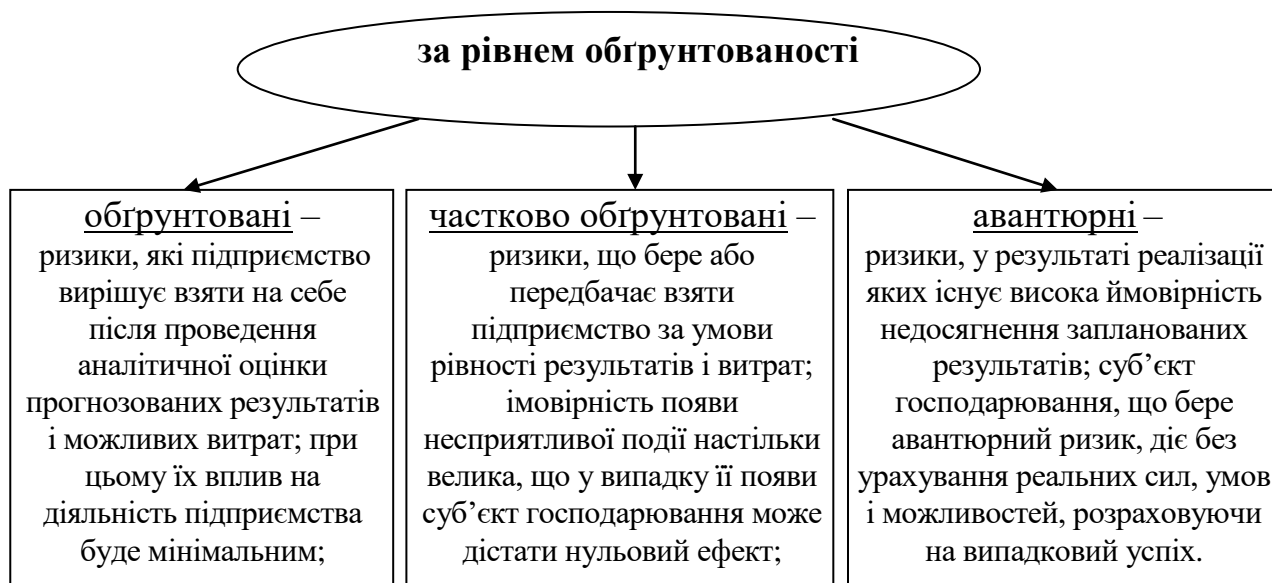 за рівнем обґрунтованості
обґрунтовані –
ризики, які підприємство
вирішує взяти на себе
після проведення
аналітичної оцінки
прогнозованих результатів
і можливих витрат; при
цьому їх вплив на
діяльність підприємства
буде мінімальним;
частково обґрунтовані –
ризики, що бере або
передбачає взяти
підприємство за умови
рівності результатів і витрат;
імовірність появи
несприятливої події настільки
велика, що у випадку її появи
суб’єкт господарювання може
дістати нульовий ефект;
авантюрні –
ризики, у результаті реалізації
яких існує висока ймовірність
недосягнення запланованих
результатів; суб’єкт
господарювання, що бере
авантюрний ризик, діє без
урахування реальних сил, умов
і можливостей, розраховуючи
на випадковий успіх.